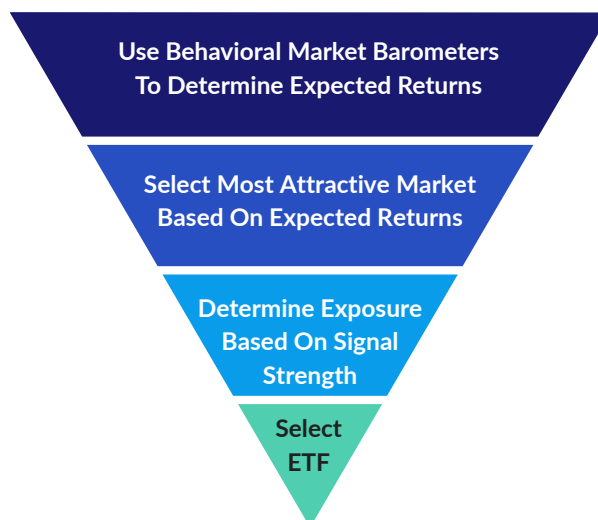 Use Behavioral Market Barometers
To Determine Expected Returns
Select Most Attractive Market
Based On Expected Returns
Determine Exposure
Based On Signal
Strength
Select
ETF